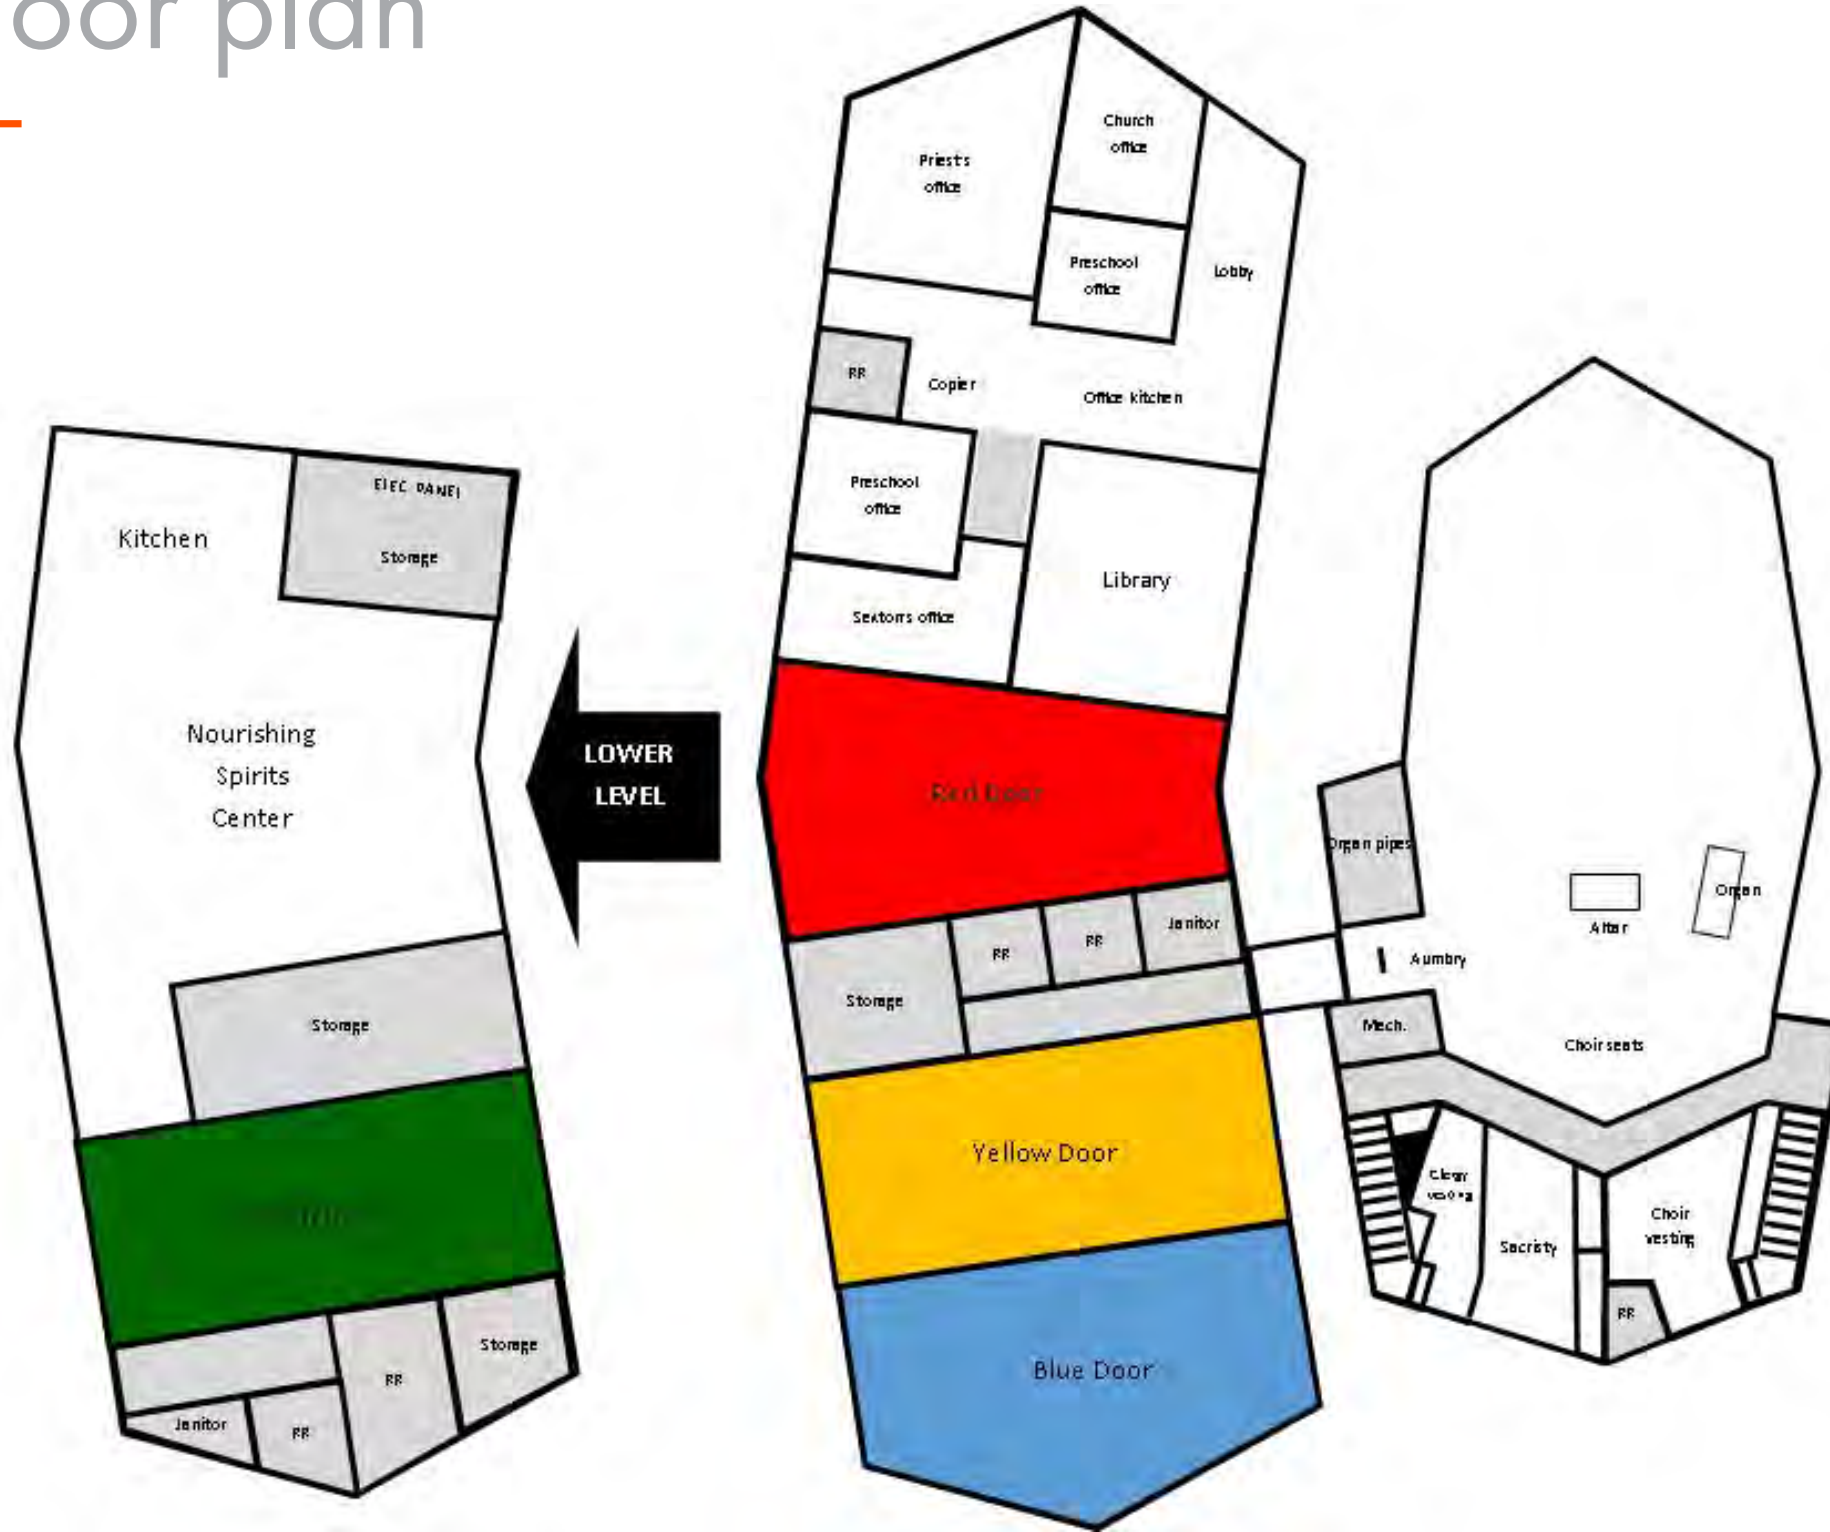 oor plan
Priest's
office
Church
office
Preschool
office
Lobby
RR
Copier
Office kitchen
Preschool
office
Library
Sexton's office
Red Door
Storage
RR
RR
Janitor
Yellow Door
Blue Door
LOWER
LEVEL
ELEC PANEL
Kitchen
Storage
Nourishing
Spirits
Center
Storage
Storage
RR
Janitor
RR
Organ pipes
Organ
Altar
Aumbry
Mech.
Choir seats
Clergy
vesting
Sacristy
Choir
vesting
RR